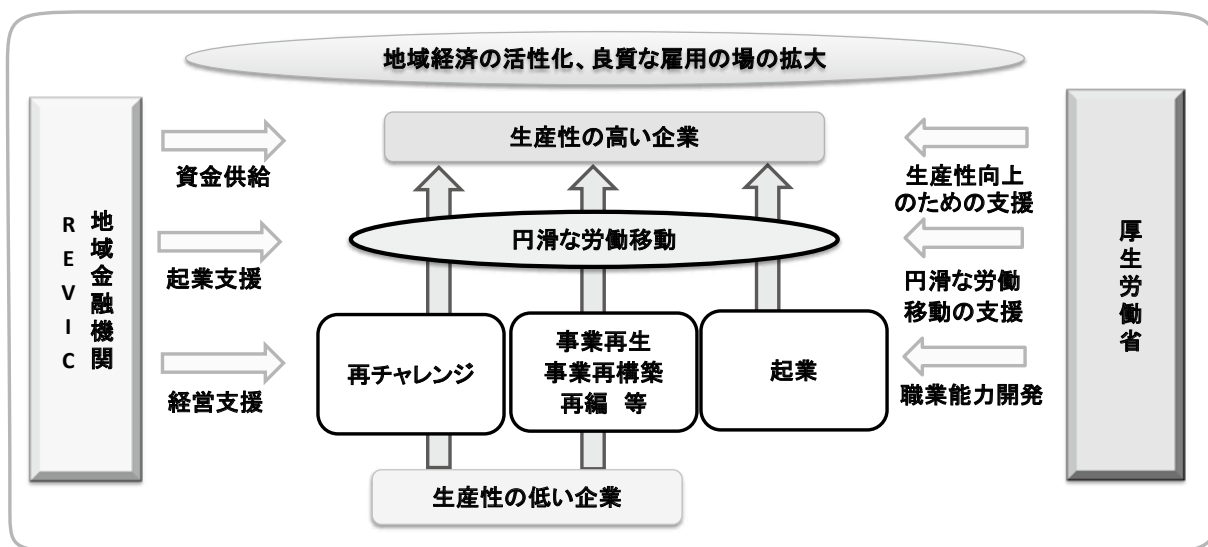 地域経済の活性化、良質な雇用の場の拡大
地域金融機関
REVIC
資金供給
起業支援
経営支援
生産性の高い企業
円滑な労働移動
再チャレンジ
事業再生
事業再構築
再編 等
起業
生産性の低い企業
生産性向上
のための支援
円滑な労働
移動の支援
職業能力開発
厚生労働省